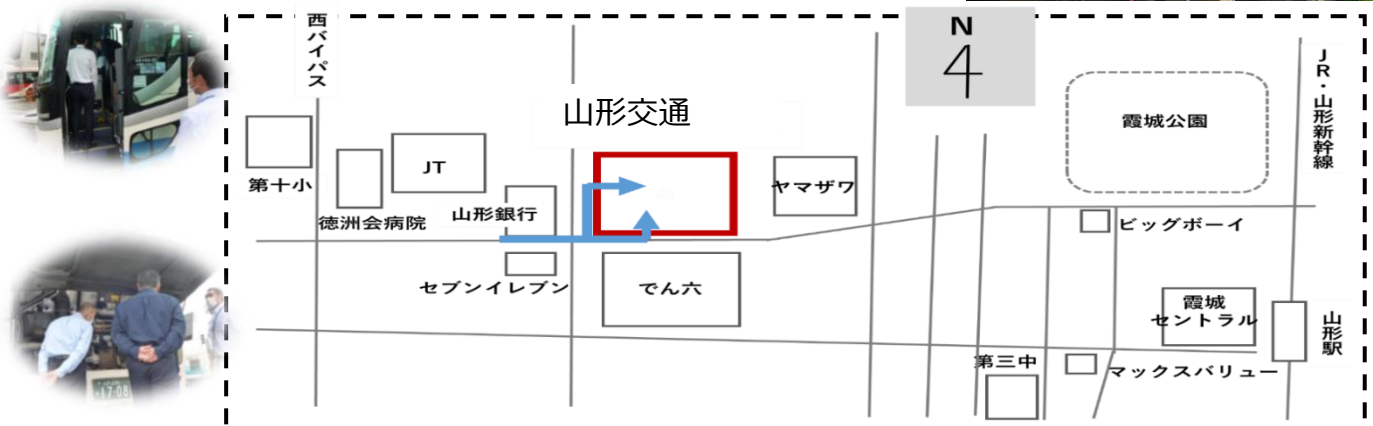 西バイパス
N
4
JR・山形新幹線
山形交通
霞城公園
第十小
徳洲会病院
JT
山形銀行
ヤマザワ
ビッグボーイ
セブンイレブン
でん六
霞城
セントラル
山形駅
第三中
マックスバリュー
17-08